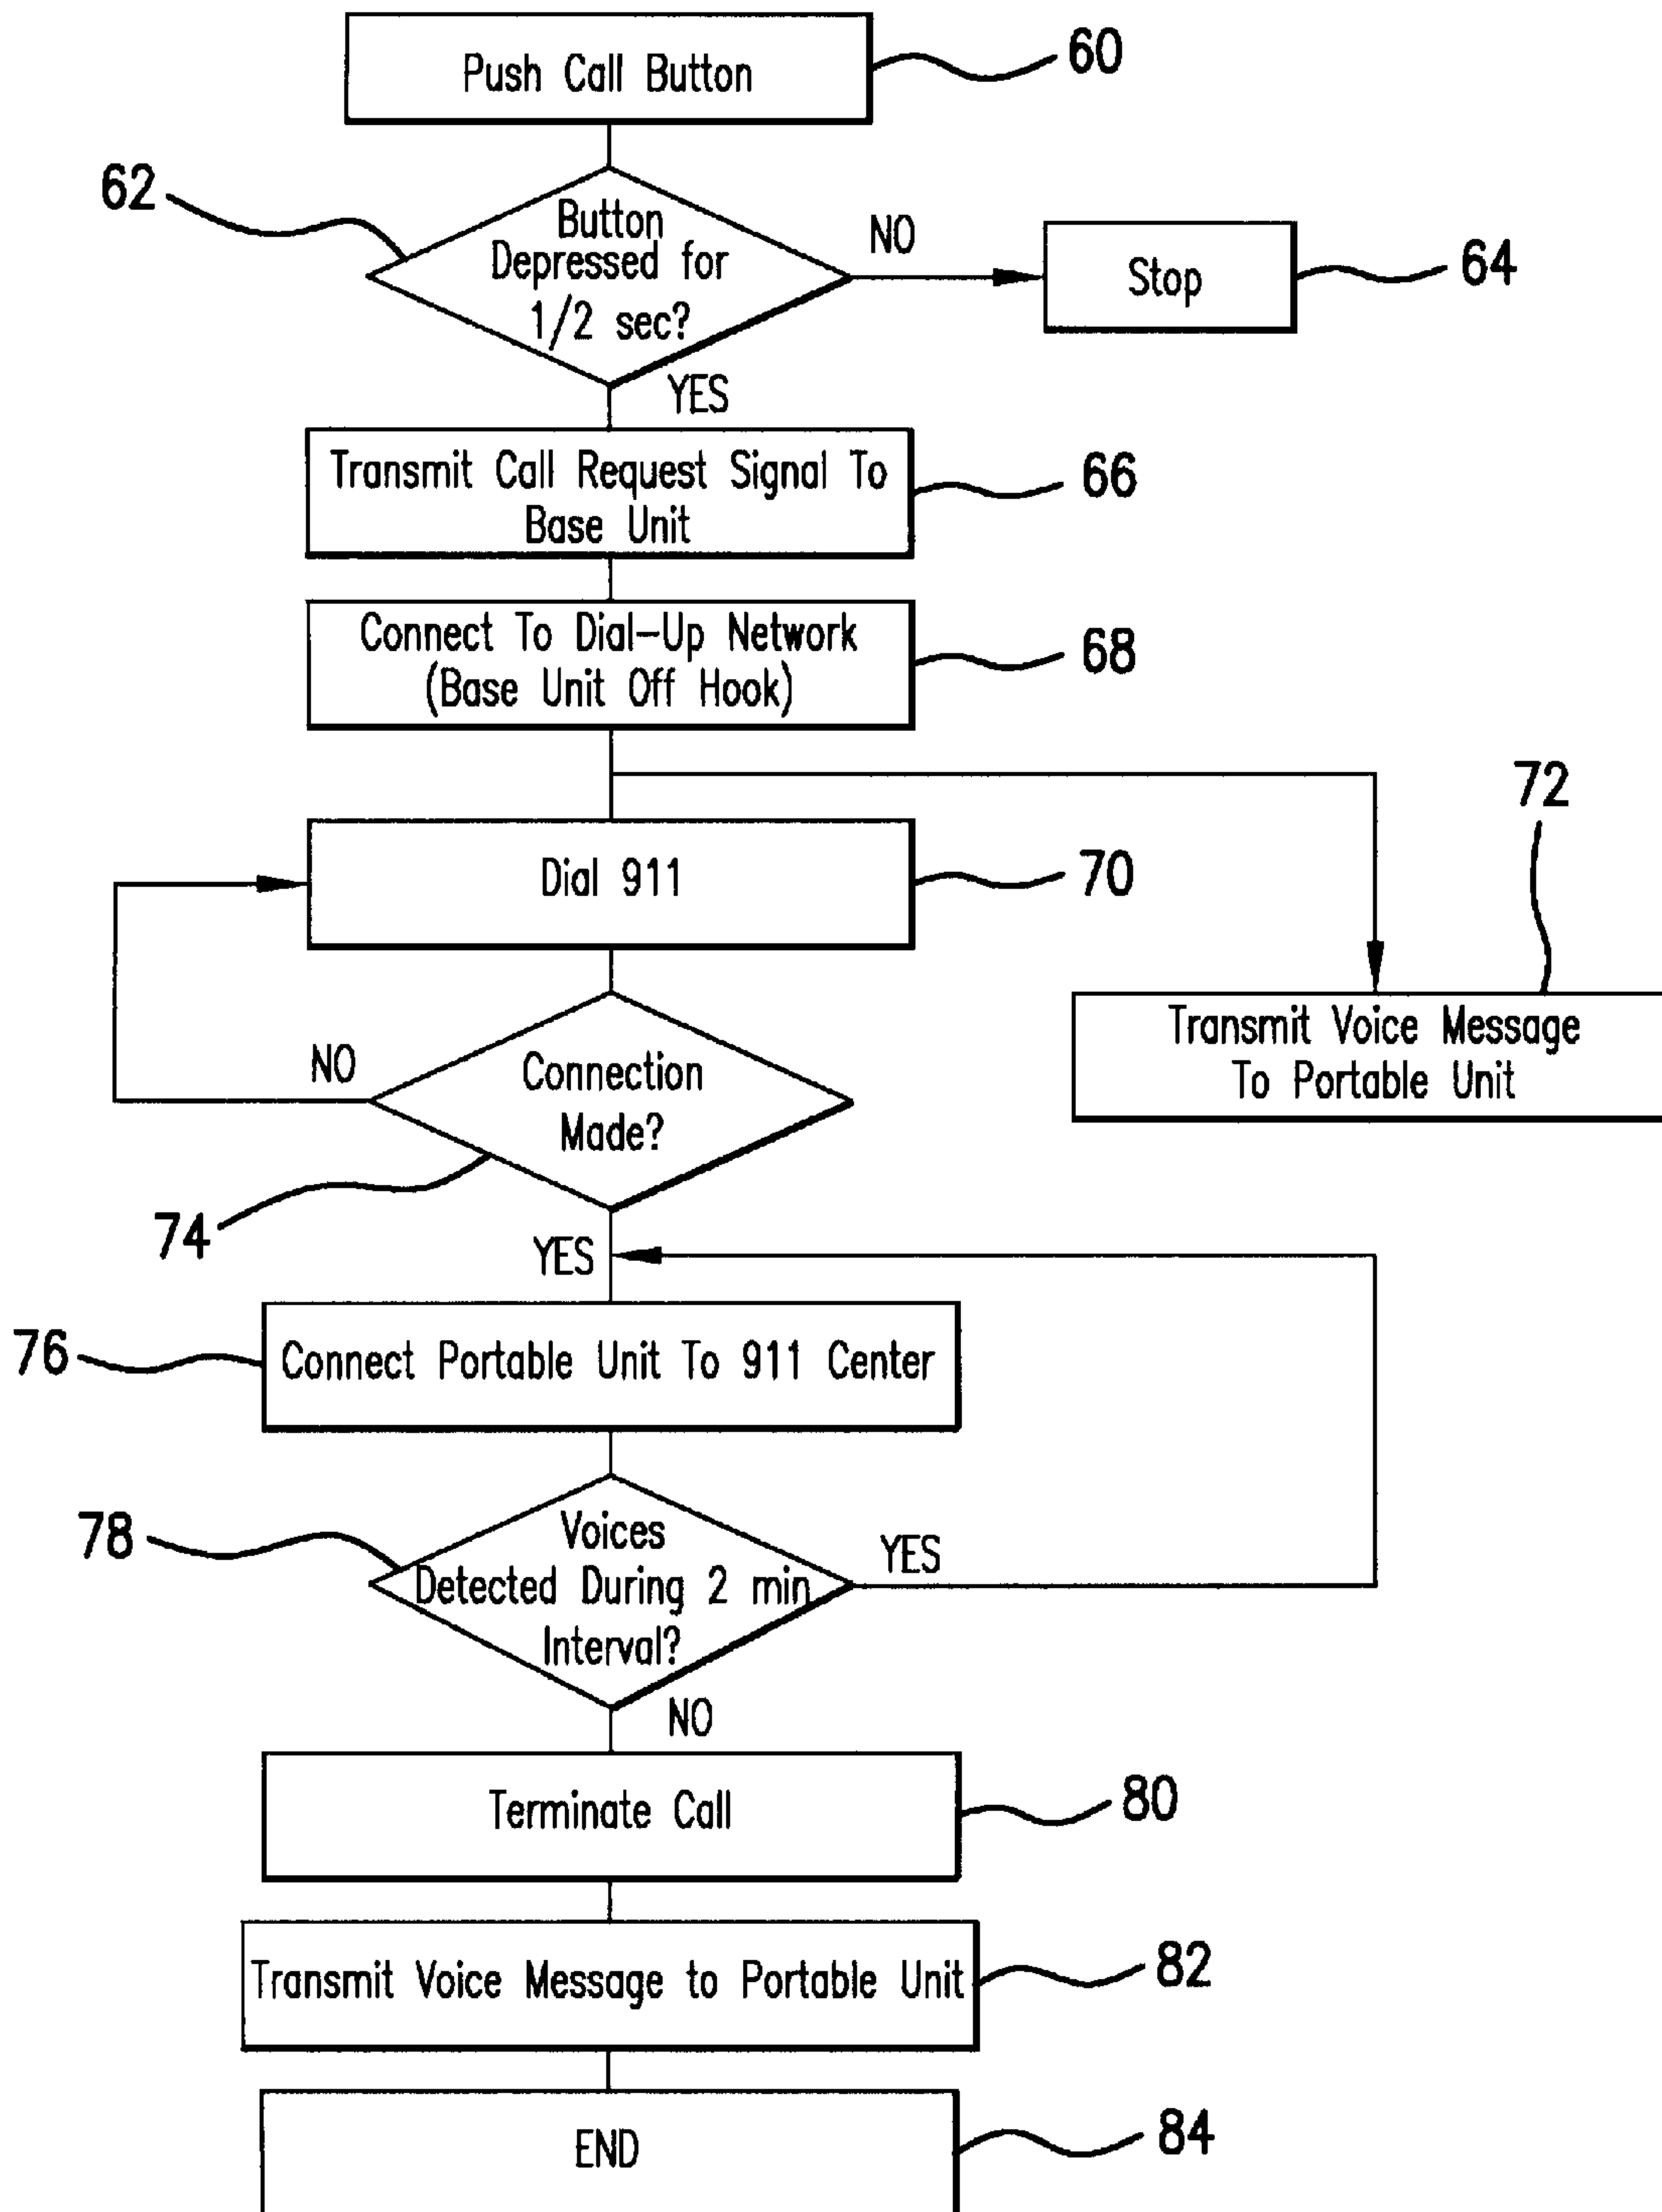 Push Call Button
60
62
Button
Depressed for
1/2 sec?
NO
Stop
64
YES
Transmit Call Request Signal To
Base Unit
66
Connect To Dial-Up Network
(Base Unit Off Hook)
68
72
Dial 911
70
Transmit Voice Message
To Portable Unit
NO
Connection
Made?
74
YES
76
Connect Portable Unit To 911 Center
78
Voices
Detected During 2 min
Interval?
YES
NO
Terminate Call
80
Transmit Voice Message to Portable Unit
82
END
84